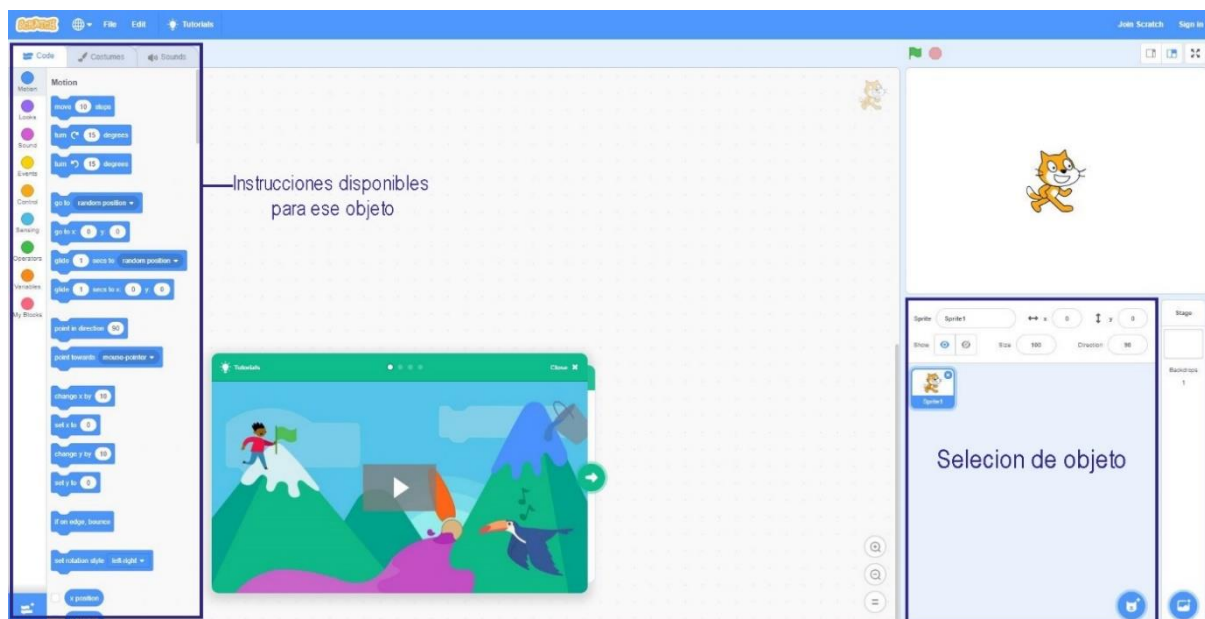 SCRATCH
File Edit Tutorials
Join Scratch Sign in
Code Costumes Sounds
Motion
Looks
Sound
Events
Control
Sensing
Operators
Variables
My Blocks
Motion
move 10 steps
turn 15 degrees
turn 15 degrees
go to random position
go to x: 0 y: 0
glide 1 secs to random position
glide 1 secs to x: 0 y: 0
point in direction 90
point towards mouse-pointer
change x by 10
set x to 0
change y by 10
set y to 0
if on edge, bounce
set rotation style left-right
x position
Instrucciones disponibles
para ese objeto
Tutorials Close
Sprite Sprite1 x 0 y 0
Show Size 100 Direction 90
Sprite1
Selecion de objeto
Stage
Backdrops
1